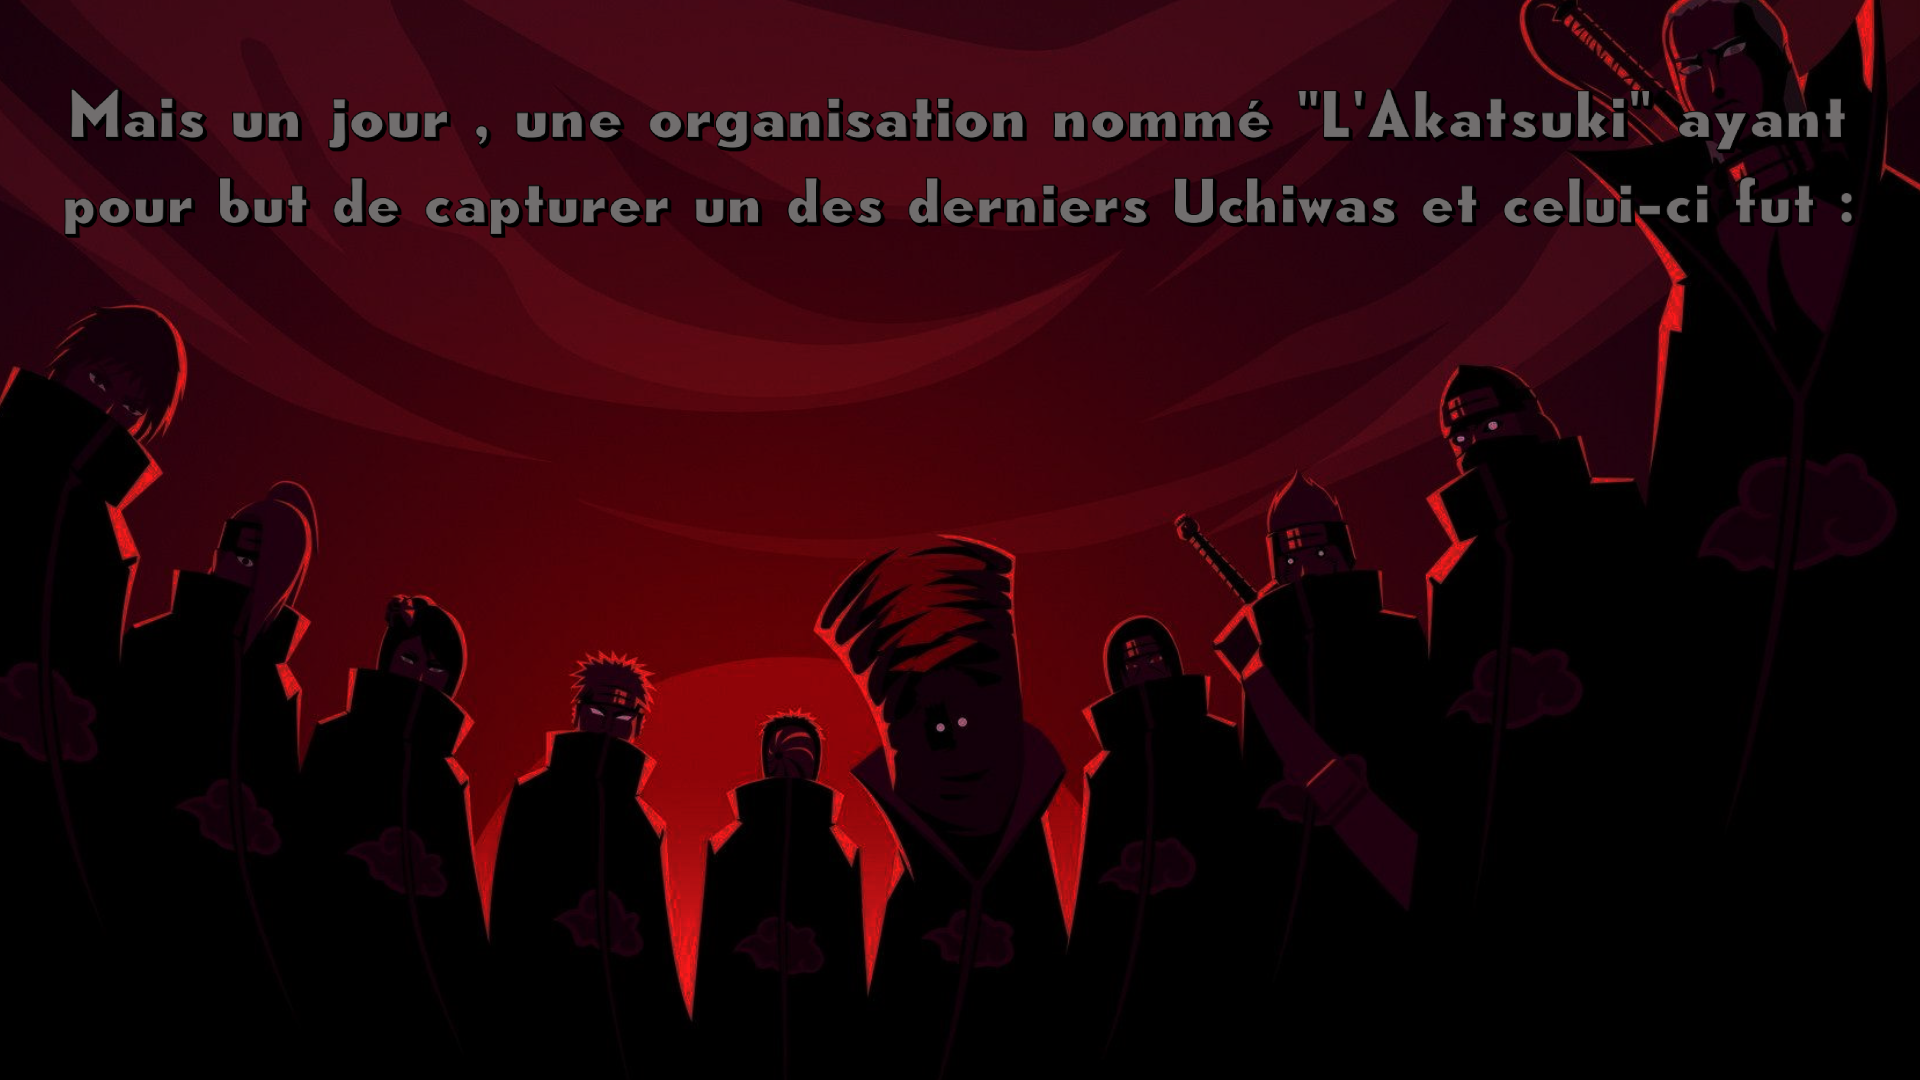 Mais un jour , une organisation nommé "L'Akatsuki" ayant
pour but de capturer un des derniers Uchiwas et celui-ci fut :